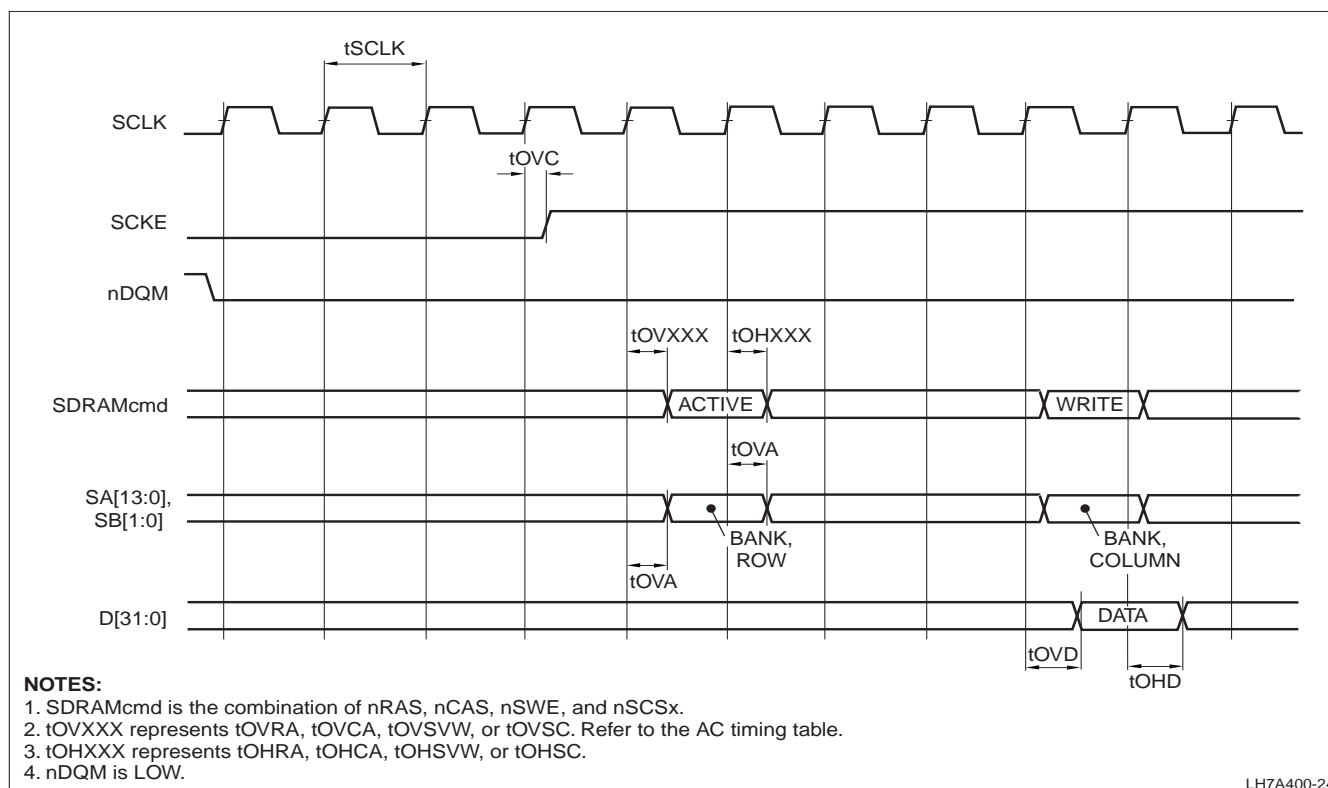 tSCLK
SCLK
tOVC
SCKE
nDQM
tOVXXX tOHXXX
SDRAMcmd ACTIVE WRITE
tOVA
SA[13:0],
SB[1:0]
BANK,
ROW
BANK,
COLUMN
tOVA
D[31:0] DATA
tOVD
tOHD
NOTES:
1. SDRAMcmd is the combination of nRAS, nCAS, nSWE, and nSCSx.
2. tOVXXX represents tOVRA, tOVCA, tOVSVW, or tOVSC. Refer to the AC timing table.
3. tOHXXX represents tOHRA, tOHCA, tOHSVW, or tOHSC.
4. nDQM is LOW.
LH7A400-24